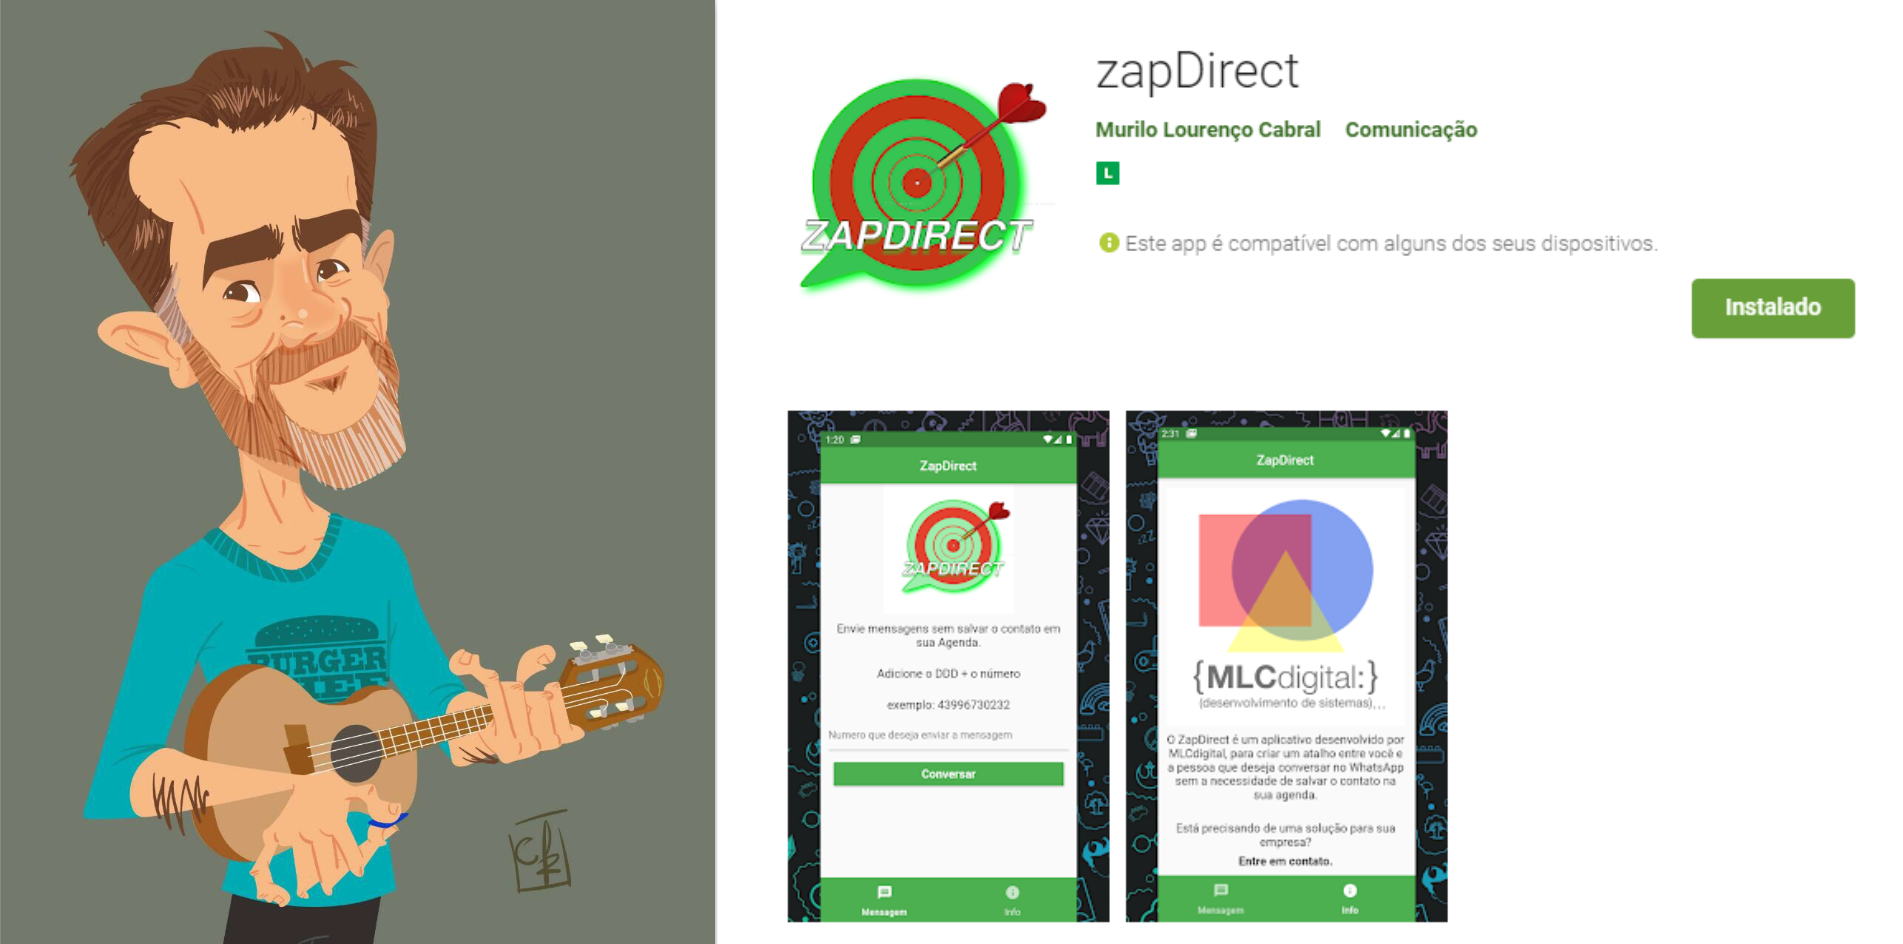 BURGER
zapDirect
Murilo Lourenço Cabral Comunicação
L
Este app é compatível com alguns dos seus dispositivos.
Instalado
ZAPDIRECT
1:20
ZapDirect
ZAPDIRECT
Envie mensagens sem salvar o contato em
sua Agenda.
Adicione o DDD + o número
exemplo: 43996730232
Numero que deseja enviar a mensagem
Conversar
Mensagem Info
2:31
ZapDirect
{MLCdigital:}
(desenvolvimento de sistemas)...
O ZapDirect é um aplicativo desenvolvido por
MLCdigital, para criar um atalho entre você e
a pessoa que deseja conversar no WhatsApp
sem a necessidade de salvar o contato na
sua agenda.
Está precisando de uma solução para sua
empresa?
Entre em contato.
Mensagem Info